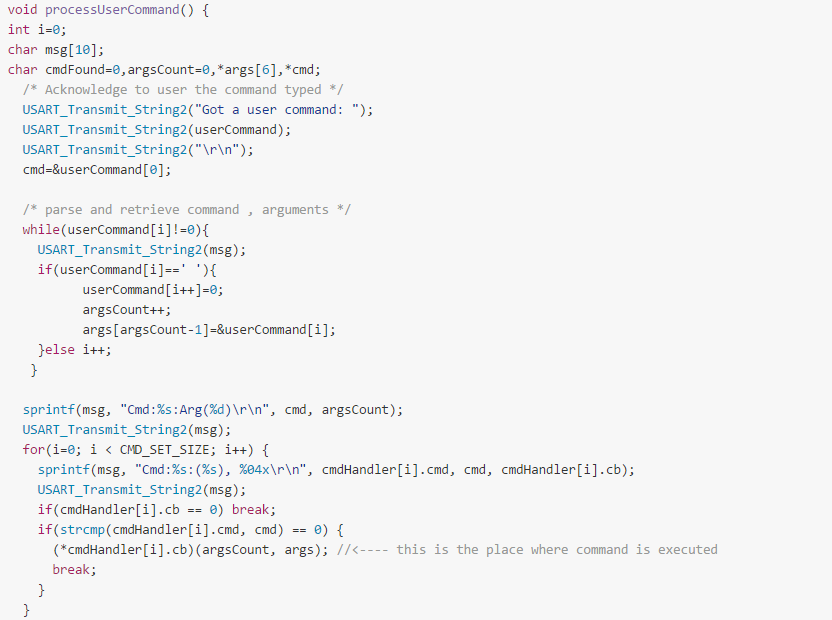 void processUserCommand() {
int i=0;
char msg[10];
char cmdFound=0,argsCount=0,*args[6],*cmd;
  /* Acknowledge to user the command typed */
  USART_Transmit_String2("Got a user command: ");
  USART_Transmit_String2(userCommand);
  USART_Transmit_String2("\r\n");
  cmd=&userCommand[0];

  /* parse and retrieve command , arguments */
  while(userCommand[i]!=0){
    USART_Transmit_String2(msg);
    if(userCommand[i]==' '){
          userCommand[i++]=0;
          argsCount++;
          args[argsCount-1]=&userCommand[i];
    }else i++;
   }

  sprintf(msg, "Cmd:%s:Arg(%d)\r\n", cmd, argsCount);
  USART_Transmit_String2(msg);
  for(i=0; i < CMD_SET_SIZE; i++) {
    sprintf(msg, "Cmd:%s:(%s), %04x\r\n", cmdHandler[i].cmd, cmd, cmdHandler[i].cb);
    USART_Transmit_String2(msg);
    if(cmdHandler[i].cb == 0) break;
    if(strcmp(cmdHandler[i].cmd, cmd) == 0) {
      (*cmdHandler[i].cb)(argsCount, args); //<---- this is the place where command is executed
      break;
    }
  }